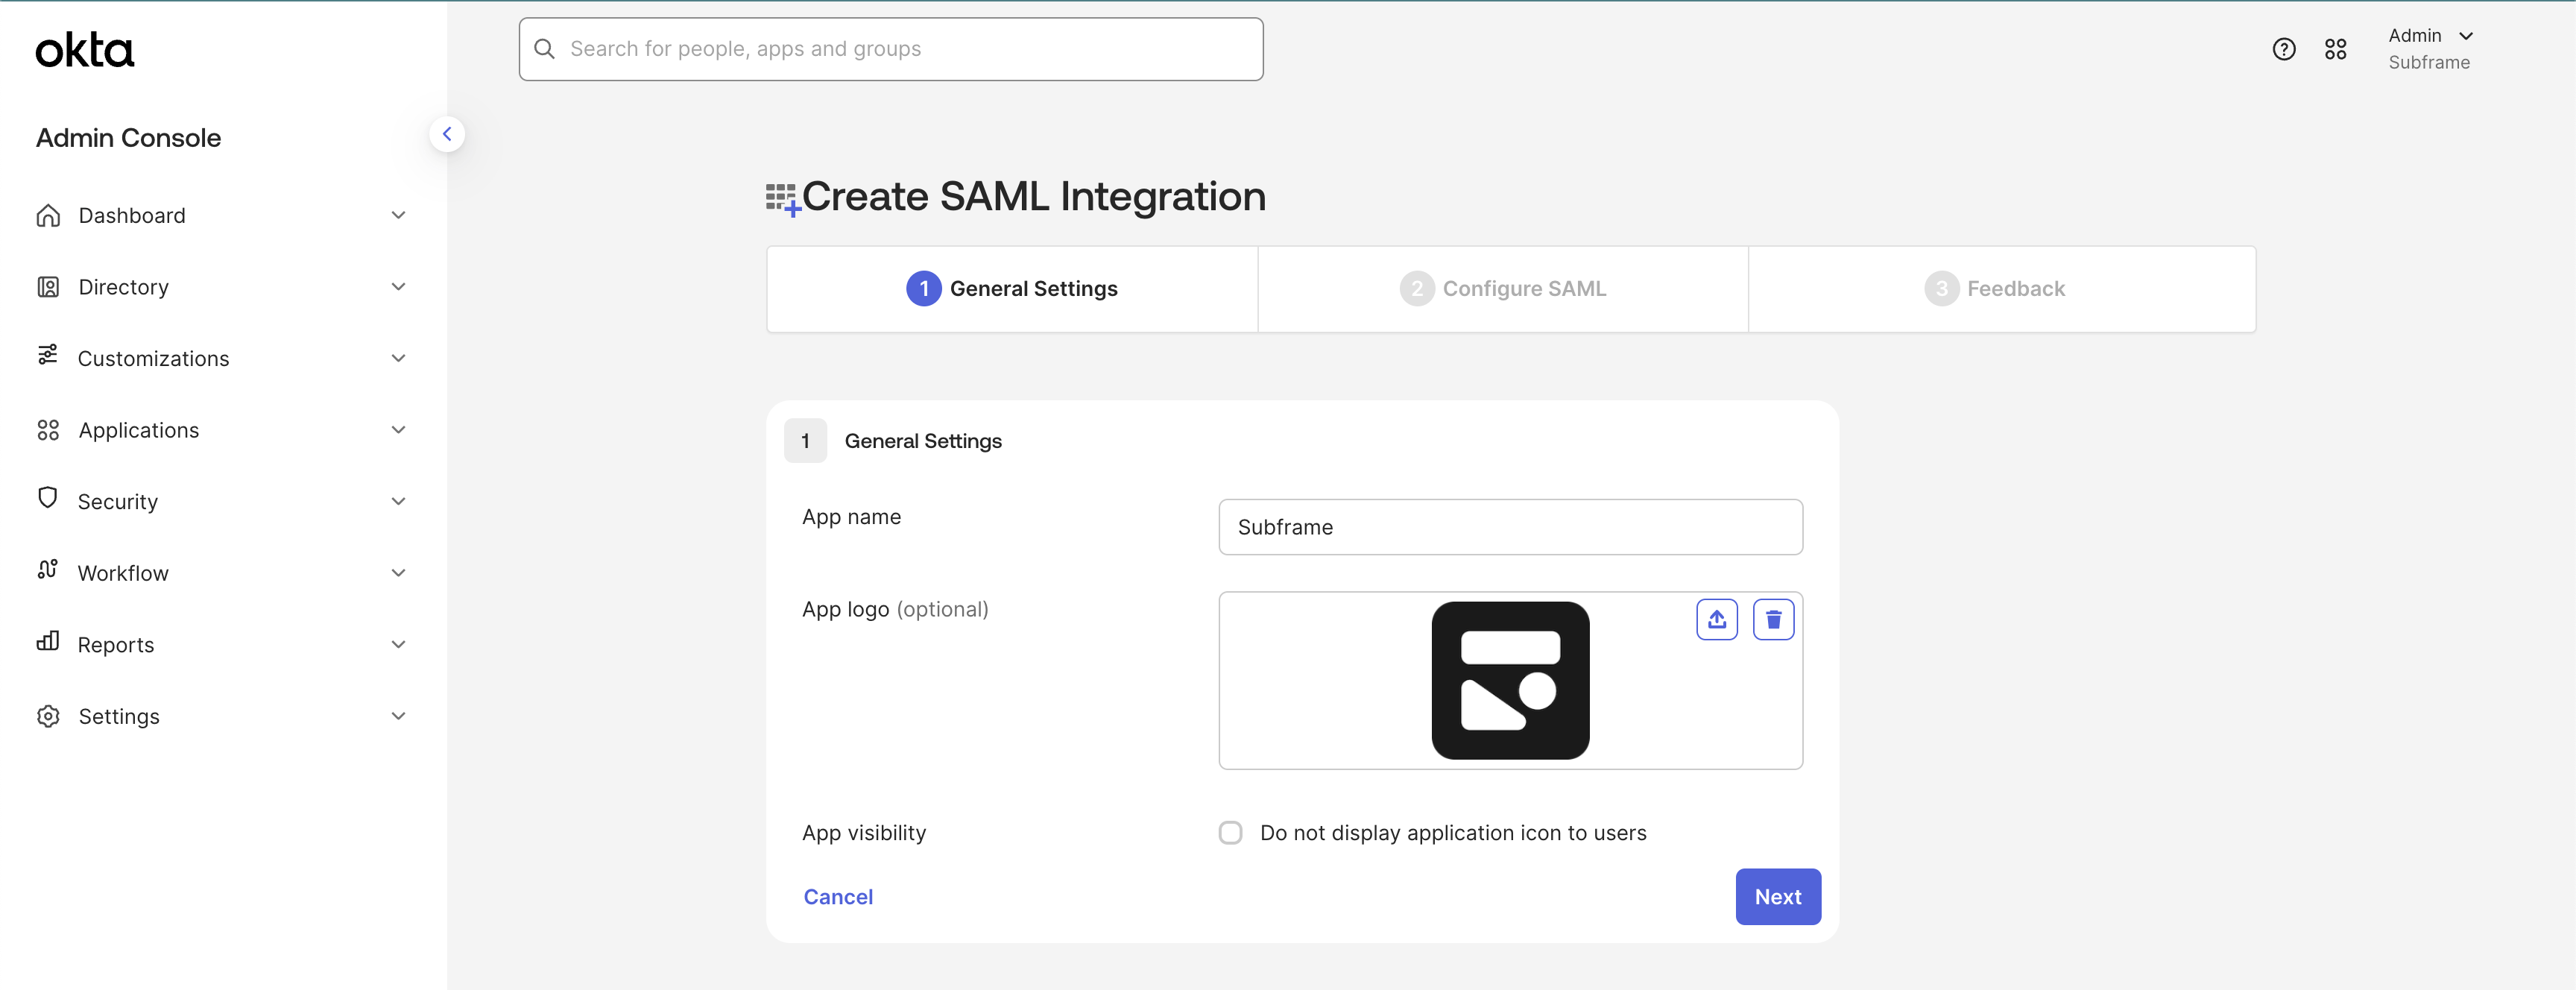 okta
Search for people, apps and groups
Admin
Subframe
Admin Console
Dashboard
Directory
Customizations
Applications
Security
Workflow
Reports
Settings
Create SAML Integration
1 General Settings
2 Configure SAML
3 Feedback
1 General Settings
App name
Subframe
App logo (optional)
App visibility
Do not display application icon to users
Cancel
Next